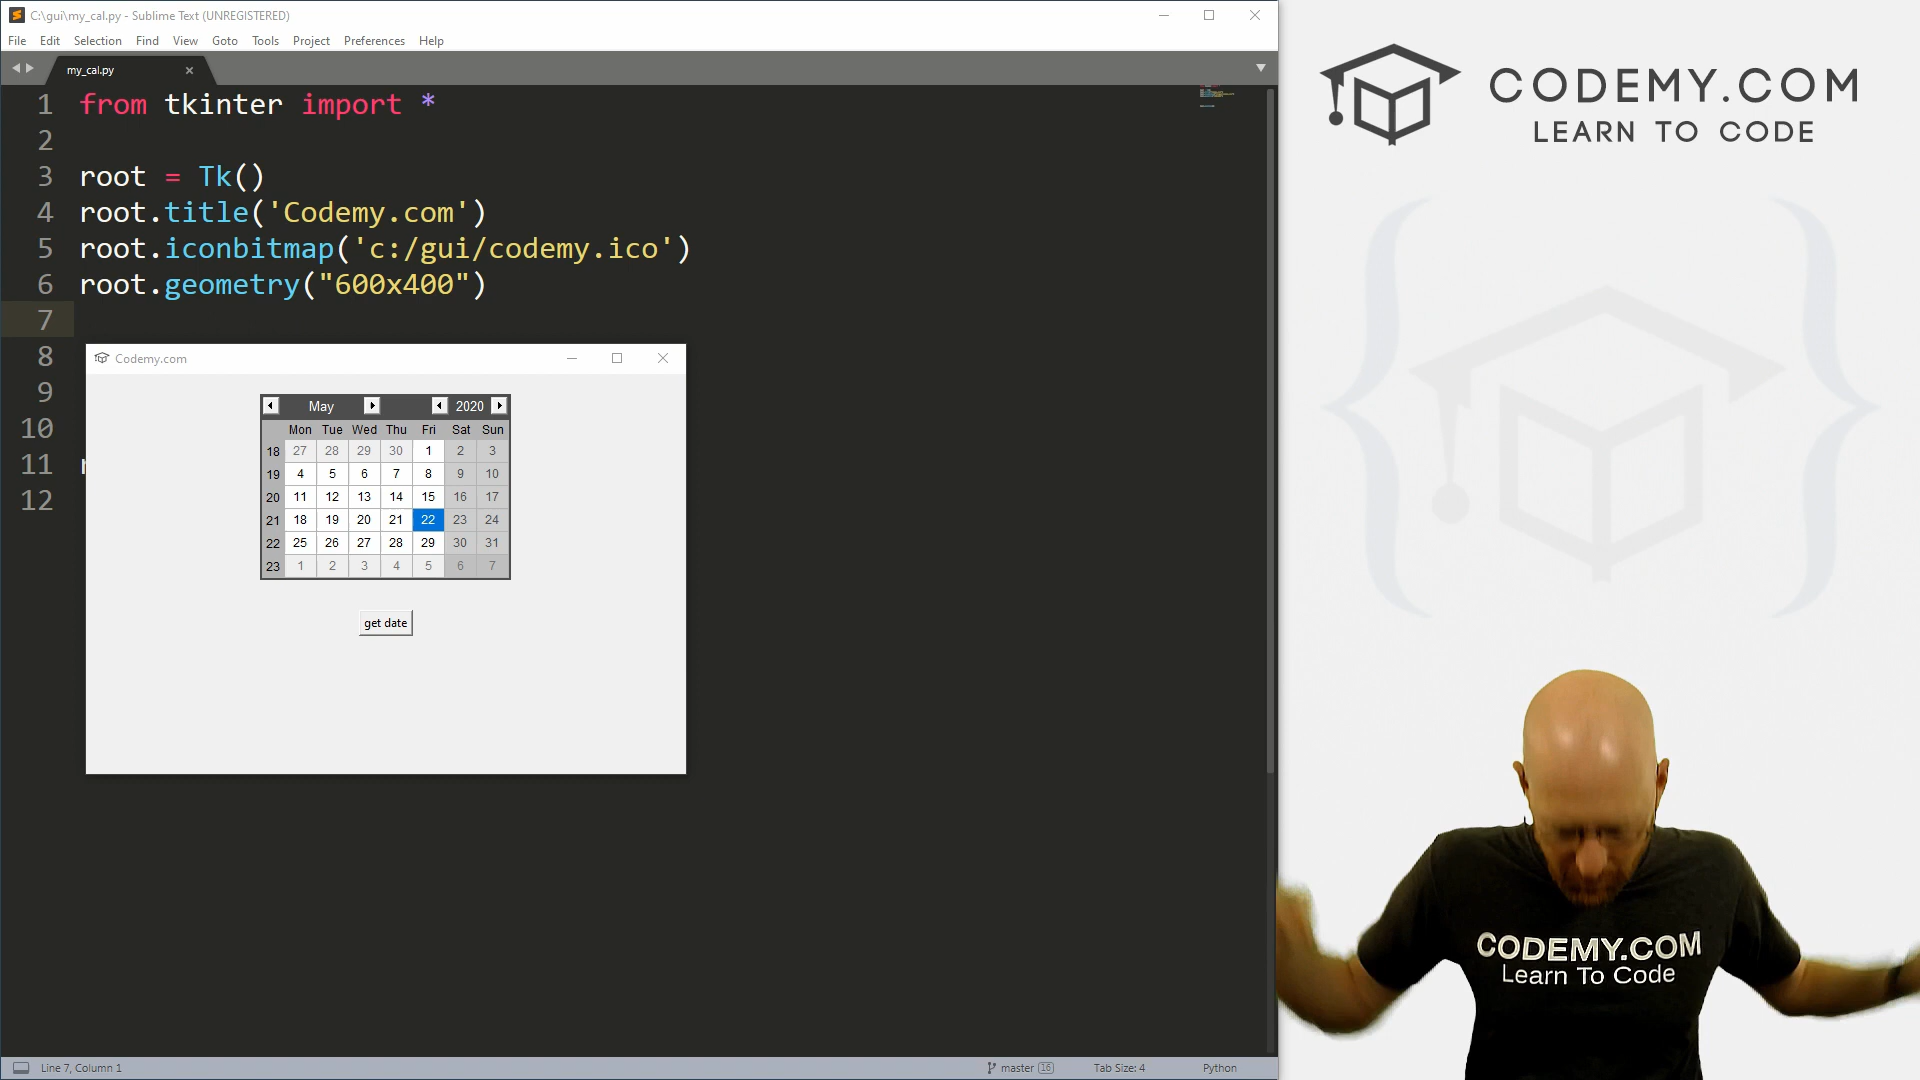 C:\gui\my_cal.py - Sublime Text (UNREGISTERED)
File Edit Selection Find View Goto Tools Project Preferences Help
my_cal.py
1 from tkinter import *
2
3 root = Tk()
4 root.title('Codemy.com')
5 root.iconbitmap('c:/gui/codemy.ico')
6 root.geometry("600x400")
7
8
9
10
11
12
Codemy.com
May 2020
Mon Tue Wed Thu Fri Sat Sun
18 27 28 29 30 1 2 3
19 4 5 6 7 8 9 10
20 11 12 13 14 15 16 17
21 18 19 20 21 22 23 24
22 25 26 27 28 29 30 31
23 1 2 3 4 5 6 7
get date
Line 7, Column 1
master 16
Tab Size: 4
Python
CODEMY.COM
LEARN TO CODE
CODEMY.COM
Learn To Code